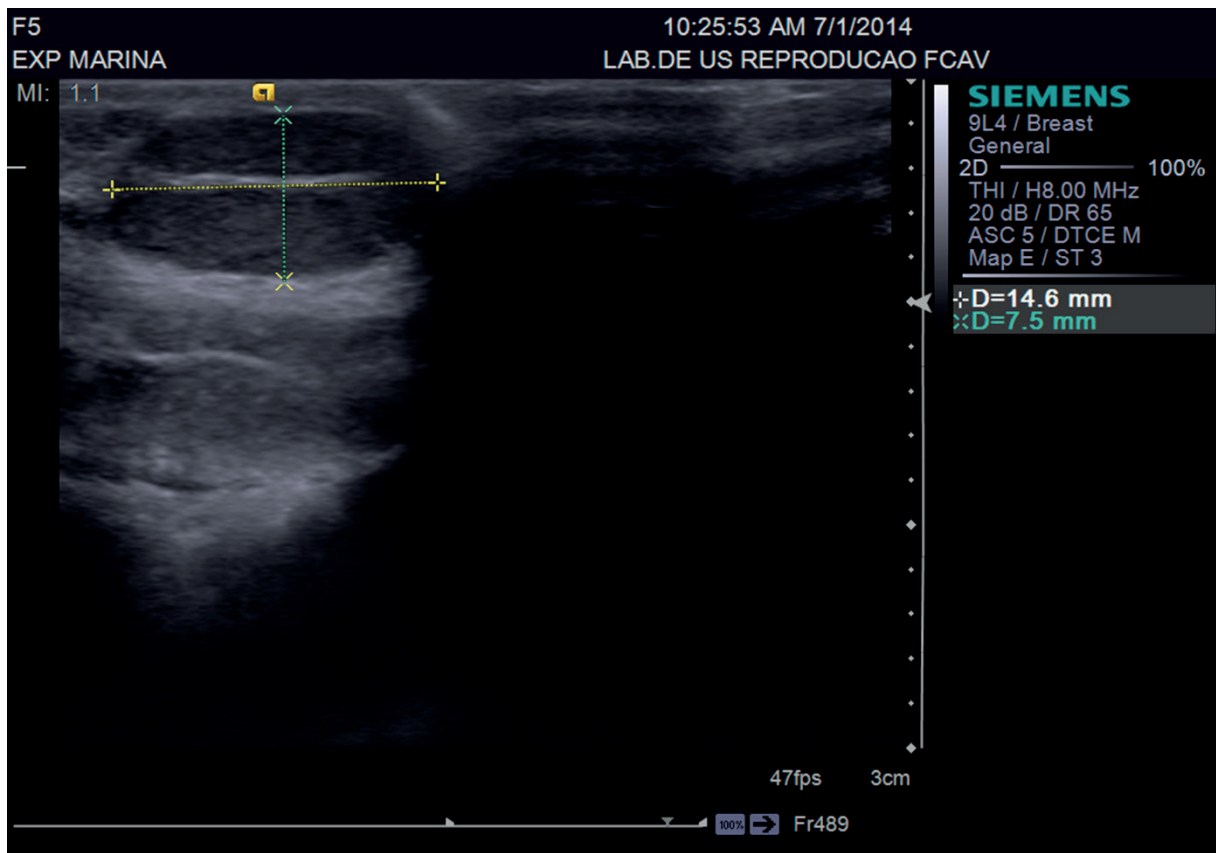 F5
10:25:53 AM 7/1/2014
EXP MARINA
LAB.DE US REPRODUCAO FCAV
MI: 1.1
SIEMENS
9L4 / Breast
General
2D 100%
THI / H8.00 MHz
20 dB / DR 65
ASC 5 / DTCE M
Map E / ST 3
D=14.6 mm
D=7.5 mm
47fps 3cm
100% Fr489